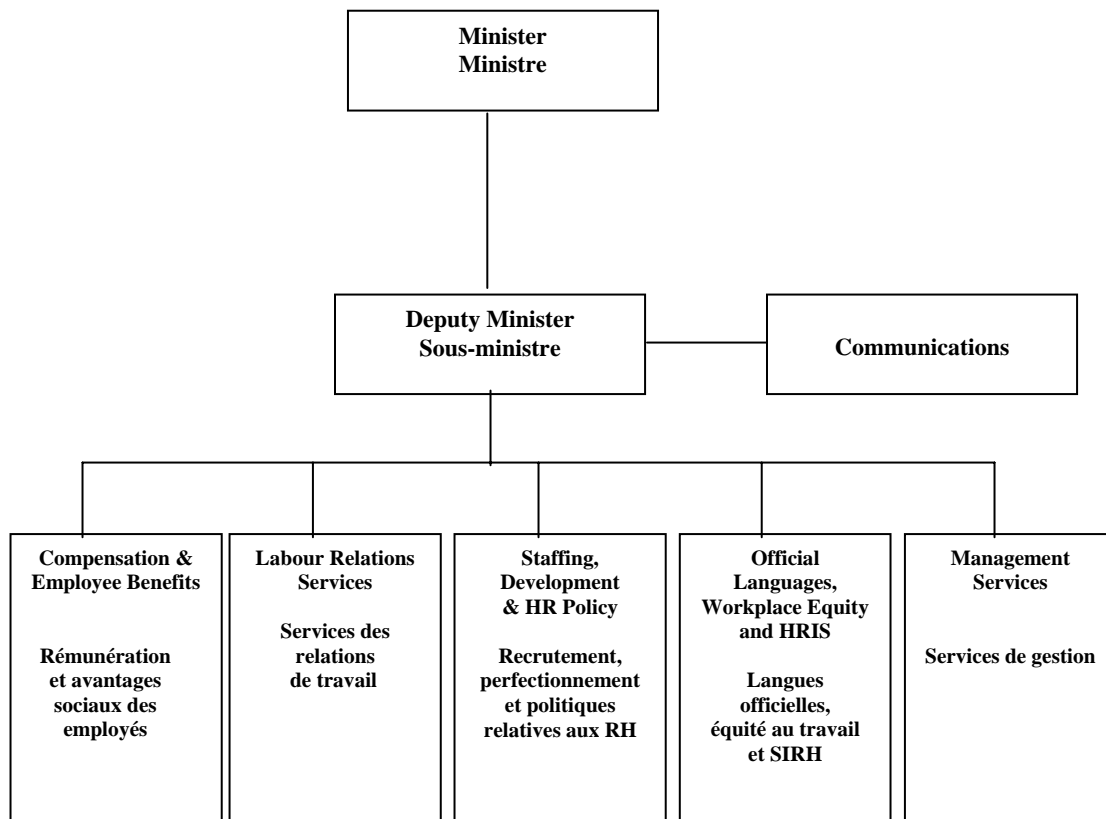 Minister
Ministre
Deputy Minister
Sous-ministre
Communications
Compensation &
Employee Benefits
Rémunération
et avantages
sociaux des
employés
Labour Relations
Services
Services des
relations
de travail
Staffing,
Development
& HR Policy
Recrutement,
perfectionnement
et politiques
relatives aux RH
Official
Languages,
Workplace Equity
and HRIS
Langues
officielles,
équité au travail
et SIRH
Management
Services
Services de gestion